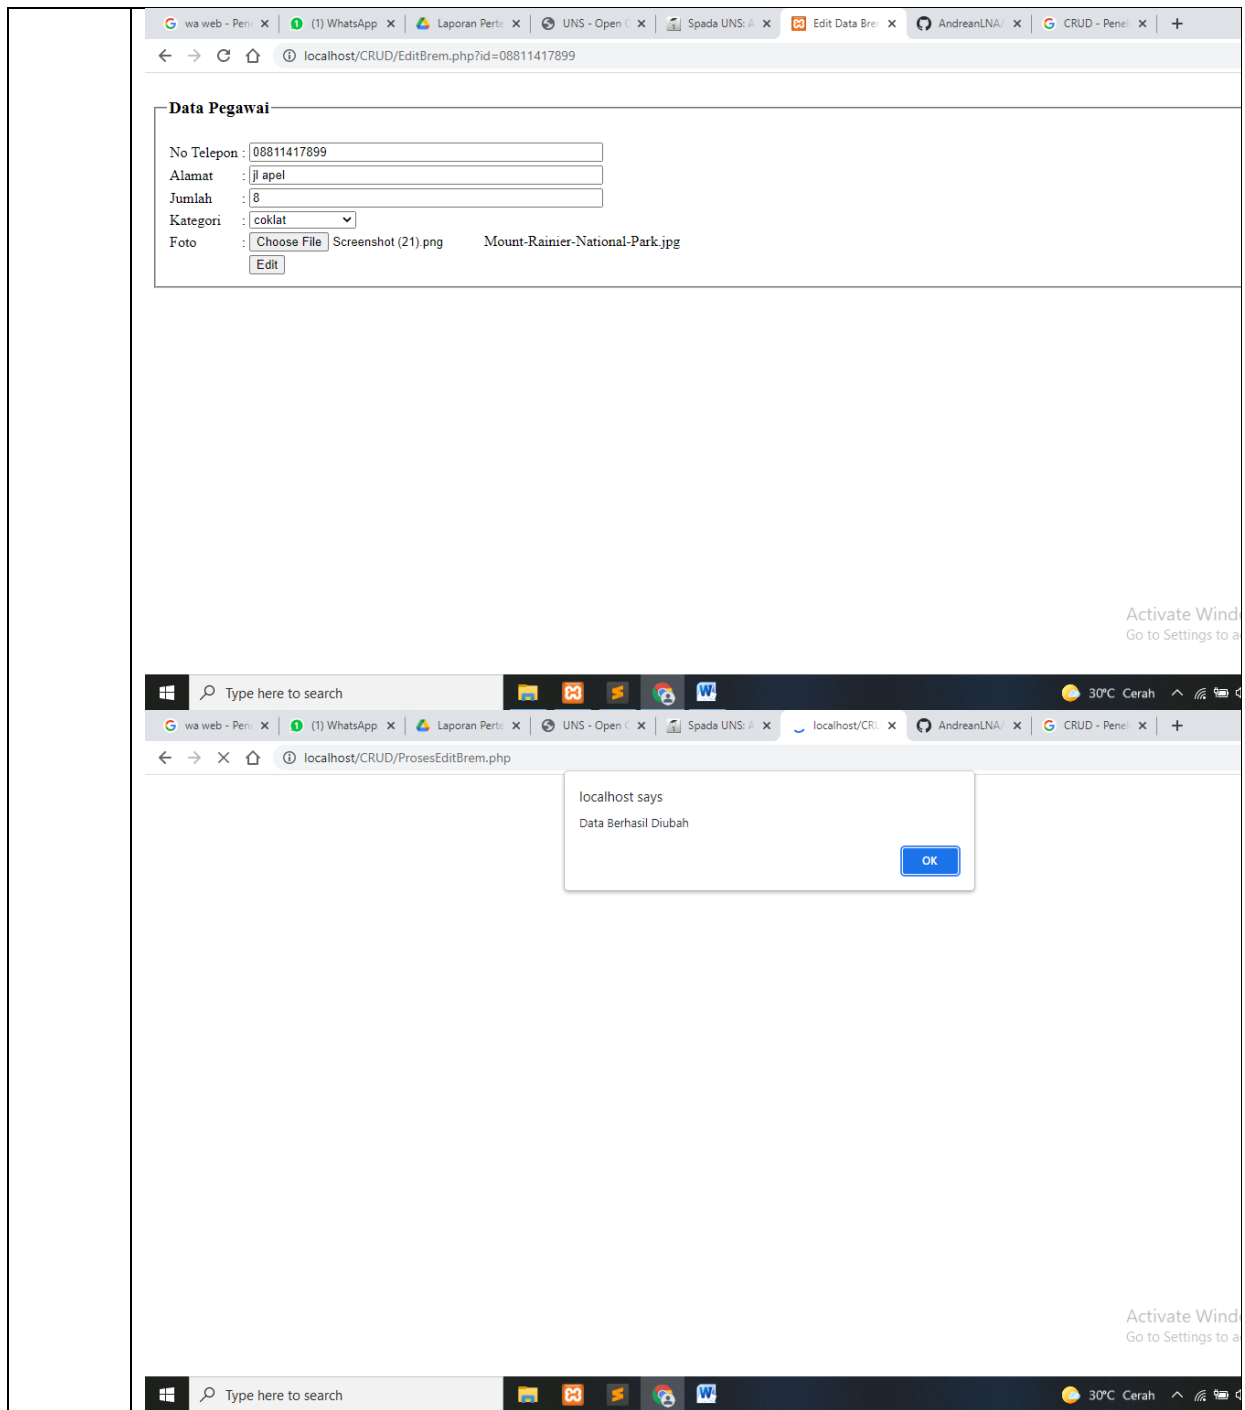 wa web - Pen (1) WhatsApp Laporan Perte UNS - Open C Spada UNS: A Edit Data Bre AndreanLNA/ CRUD - Penel
localhost/CRUD/EditBrem.php?id=08811417899
Data Pegawai
No Telepon : 08811417899
Alamat : jl apel
Jumlah : 8
Kategori : coklat
Foto : Choose File Screenshot (21).png Mount-Rainier-National-Park.jpg
Edit
Activate Wind
Go to Settings to a
Type here to search 30°C Cerah
wa web - Pen (1) WhatsApp Laporan Perte UNS - Open C Spada UNS: A localhost/CRU AndreanLNA/ CRUD - Penel
localhost/CRUD/ProsesEditBrem.php
localhost says
Data Berhasil Diubah
OK
Activate Wind
Go to Settings to a
Type here to search 30°C Cerah